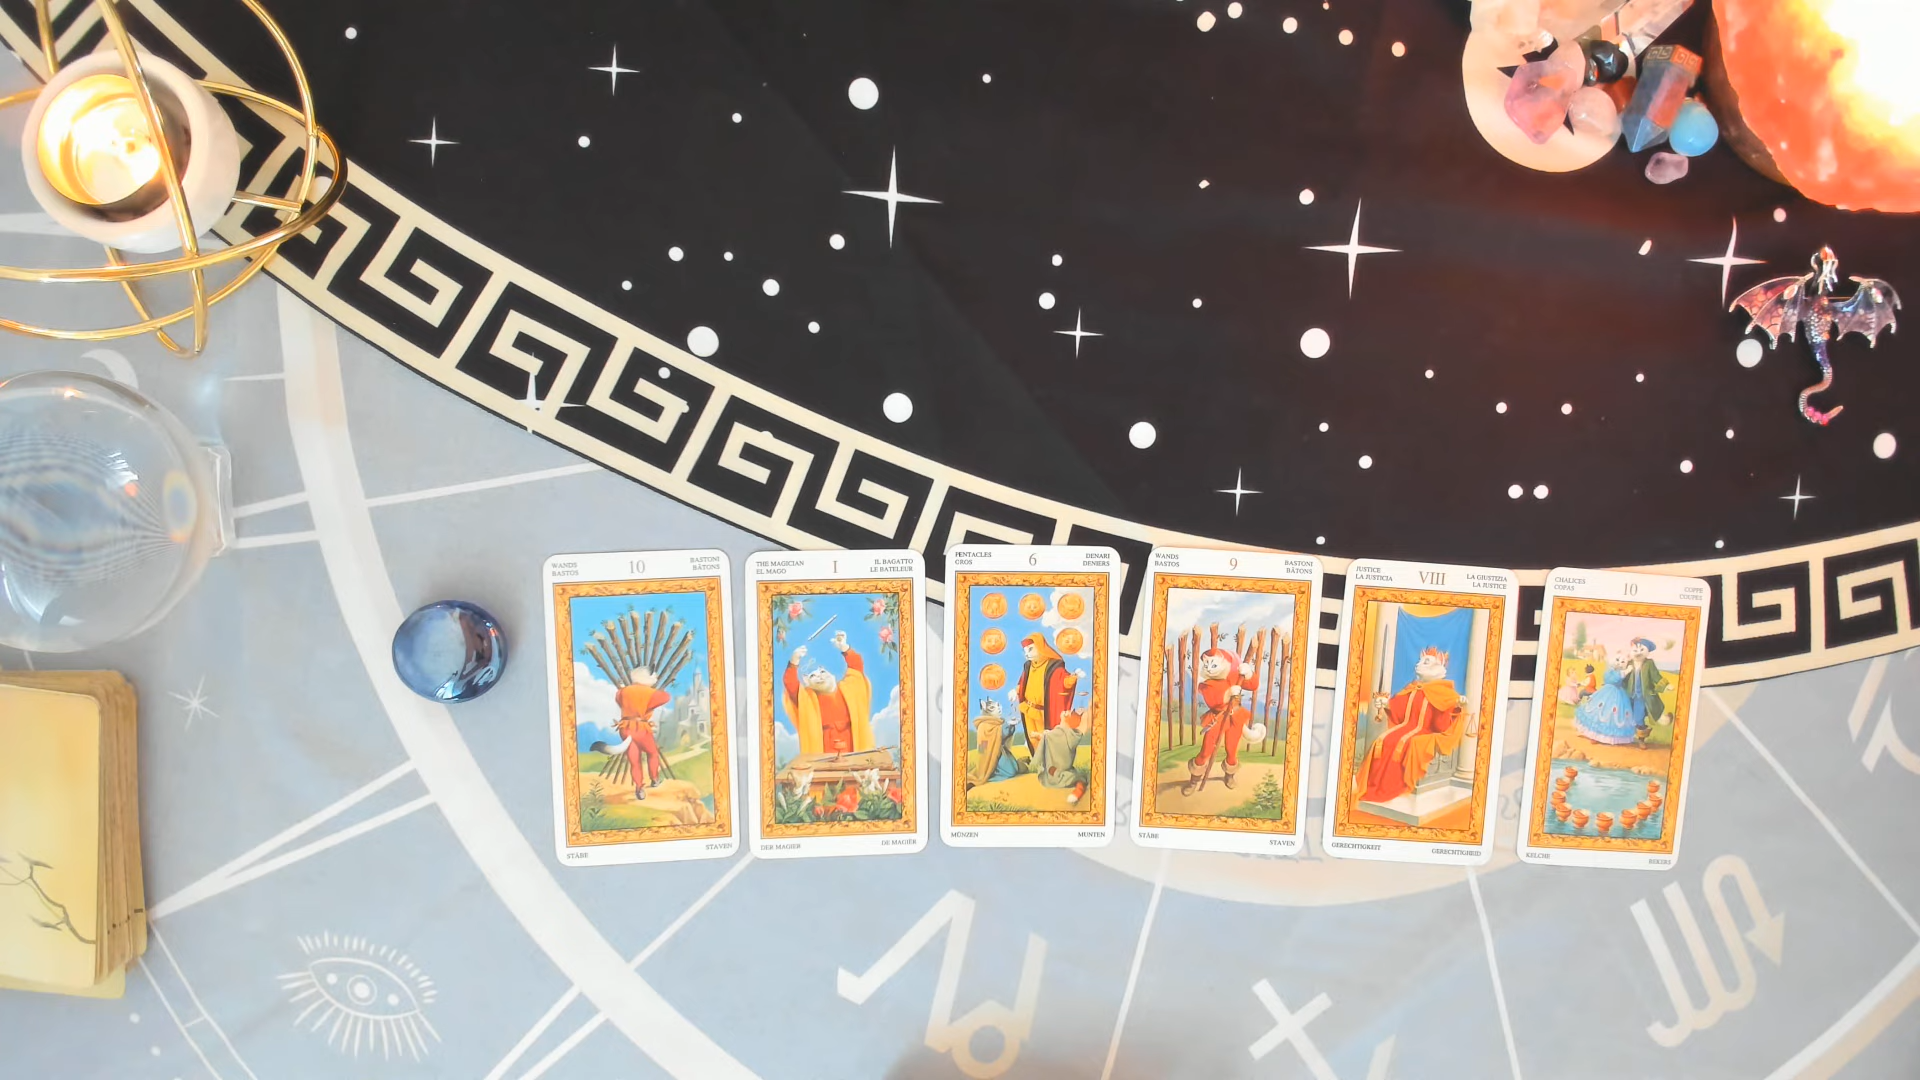 WANDS
BASTOS
10
BASTONI
BÂTONS
STÄBE
STAVEN
THE MAGICIAN
EL MAGO
I
IL BAGATTO
LE BATELEUR
DER MAGIER
DE MAGIËR
PENTACLES
OROS
6
DENARI
DENIERS
MÜNZEN
MUNTEN
WANDS
BASTOS
9
BASTONI
BÂTONS
STÄBE
STAVEN
JUSTICE
LA JUSTICIA
VIII
LA GIUSTIZIA
LA JUSTICE
GERECHTIGKEIT
GERECHTIGHEID
CHALICES
COPAS
10
COPPE
COUPES
KELCHE
BEKERS